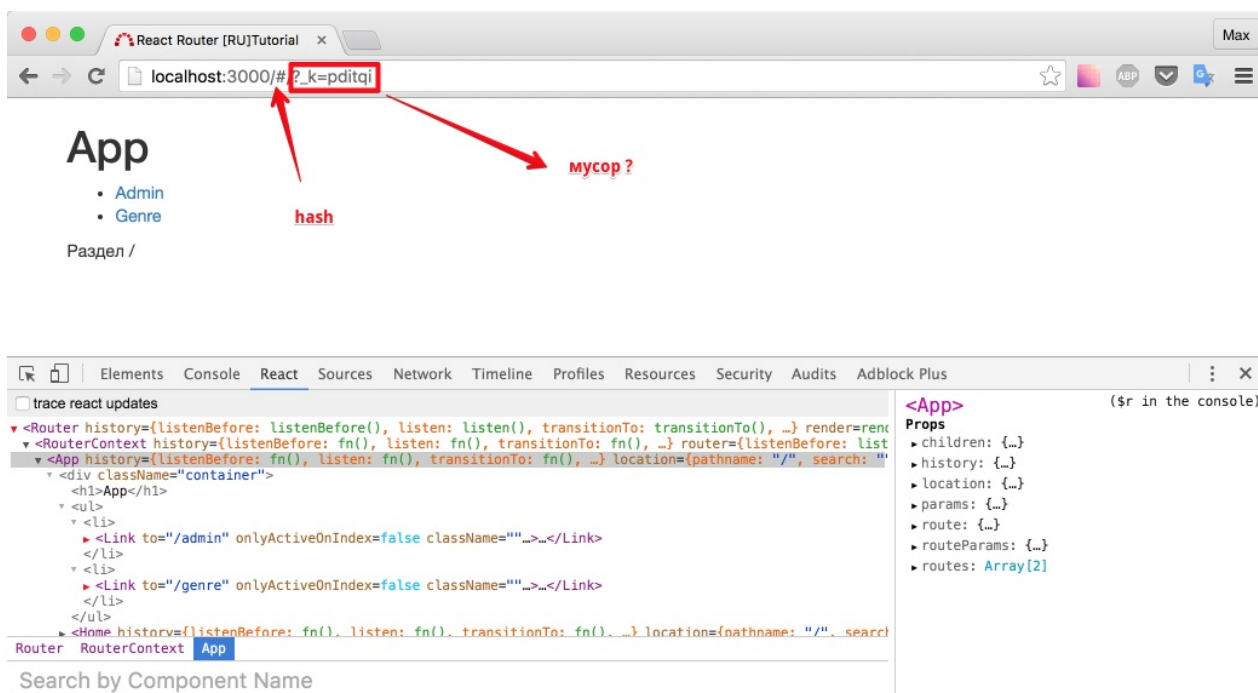 React Router [RU]Tutorial ×
Max
localhost:3000/#/?_k=pditqi
ABP
App
мусор ?
• Admin
• Genre
hash
Раздел /
Elements Console React Sources Network Timeline Profiles Resources Security Audits Adblock Plus
trace react updates
<Router history={listenBefore: listenBefore(), listen: listen(), transitionTo: transitionTo(), …} render=rend
<RouterContext history={listenBefore: fn(), listen: fn(), transitionTo: fn(), …} router={listenBefore: list
<App history={listenBefore: fn(), listen: fn(), transitionTo: fn(), …} location={pathname: "/", search: ""
<div className="container">
<h1>App</h1>
<ul>
<li>
<Link to="/admin" onlyActiveOnIndex=false className=""…>…</Link>
</li>
<li>
<Link to="/genre" onlyActiveOnIndex=false className=""…>…</Link>
</li>
</ul>
<Home history={listenBefore: fn(), listen: fn(), transitionTo: fn(), …} location={pathname: "/", search
Router RouterContext App
Search by Component Name
<App> ($r in the console)
Props
children: {…}
history: {…}
location: {…}
params: {…}
route: {…}
routeParams: {…}
routes: Array[2]